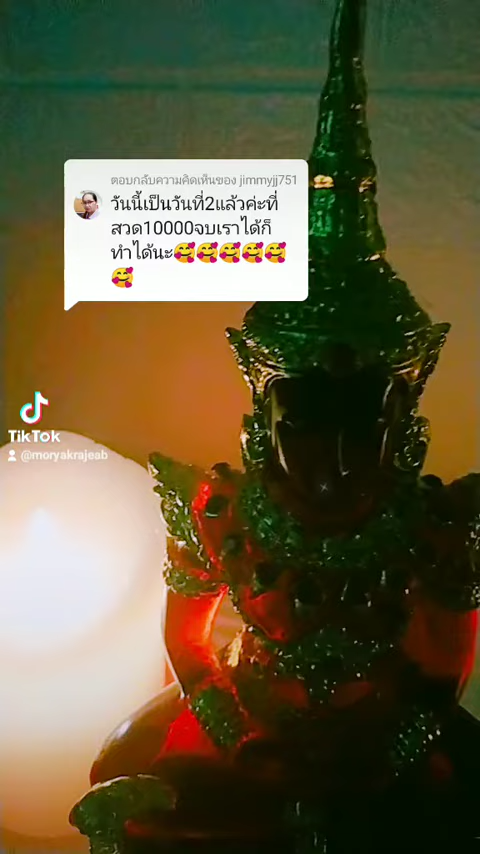 ตอบกลับความคิดเห็นของ jimmyjj751
วันนี้เป็นวันที่2แล้วค่ะที่
สวด10000จบเราได้ก็
ทำได้นะ🥰🥰🥰🥰🥰
🥰
TikTok
@moryakrajeab